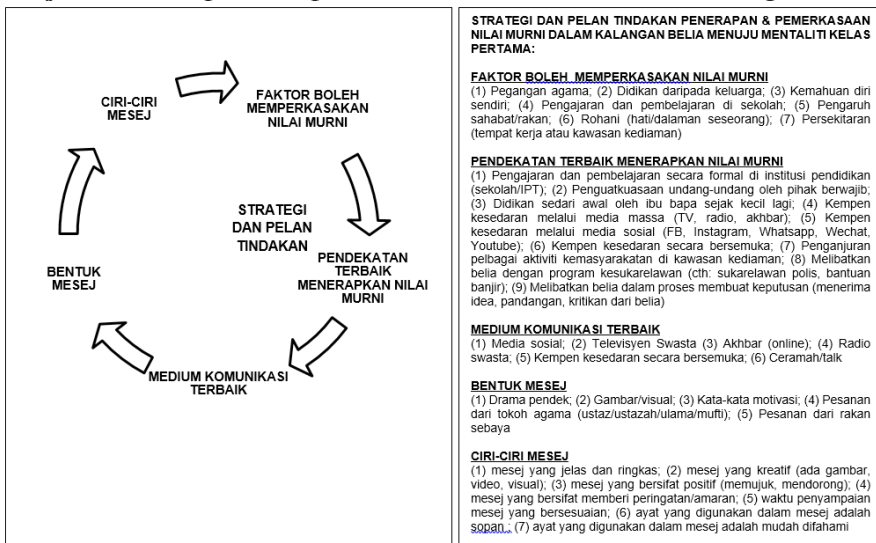 CIRI-CIRI
MESEJ
FAKTOR BOLEH
MEMPERKASAKAN
NILAI MURNI
STRATEGI
DAN PELAN
TINDAKAN
PENDEKATAN
TERBAIK
MENERAPKAN NILAI
MURNI
BENTUK
MESEJ
MEDIUM KOMUNIKASI
TERBAIK
STRATEGI DAN PELAN TINDAKAN PENERAPAN & PEMERKASAAN
NILAI MURNI DALAM KALANGAN BELIA MENUJU MENTALITI KELAS
PERTAMA:
FAKTOR BOLEH MEMPERKASAKAN NILAI MURNI
(1) Pegangan agama; (2) Didikan daripada keluarga; (3) Kemahuan diri
sendiri; (4) Pengajaran dan pembelajaran di sekolah; (5) Pengaruh
sahabat/rakan; (6) Rohani (hati/dalaman seseorang); (7) Persekitaran
(tempat kerja atau kawasan kediaman)
PENDEKATAN TERBAIK MENERAPKAN NILAI MURNI
(1) Pengajaran dan pembelajaran secara formal di institusi pendidikan
(sekolah/IPT); (2) Penguatkuasaan undang-undang oleh pihak berwajib;
(3) Didikan sedari awal oleh ibu bapa sejak kecil lagi; (4) Kempen
kesedaran melalui media massa (TV, radio, akhbar); (5) Kempen
kesedaran melalui media sosial (FB, Instagram, Whatsapp, Wechat,
Youtube); (6) Kempen kesedaran secara bersemuka; (7) Penganjuran
pelbagai aktiviti kemasyarakatan di kawasan kediaman; (8) Melibatkan
belia dengan program kesukarelawan (cth: sukarelawan polis, bantuan
banjir); (9) Melibatkan belia dalam proses membuat keputusan (menerima
idea, pandangan, kritikan dari belia)
MEDIUM KOMUNIKASI TERBAIK
(1) Media sosial; (2) Televisyen Swasta (3) Akhbar (online); (4) Radio
swasta; (5) Kempen kesedaran secara bersemuka; (6) Ceramah/talk
BENTUK MESEJ
(1) Drama pendek; (2) Gambar/visual; (3) Kata-kata motivasi; (4) Pesanan
dari tokoh agama (ustaz/ustazah/ulama/mufti); (5) Pesanan dari rakan
sebaya
CIRI-CIRI MESEJ
(1) mesej yang jelas dan ringkas; (2) mesej yang kreatif (ada gambar,
video, visual); (3) mesej yang bersifat positif (memujuk, mendorong); (4)
mesej yang bersifat memberi peringatan/amaran; (5) waktu penyampaian
mesej yang bersesuaian; (6) ayat yang digunakan dalam mesej adalah
sopan ; (7) ayat yang digunakan dalam mesej adalah mudah difahami